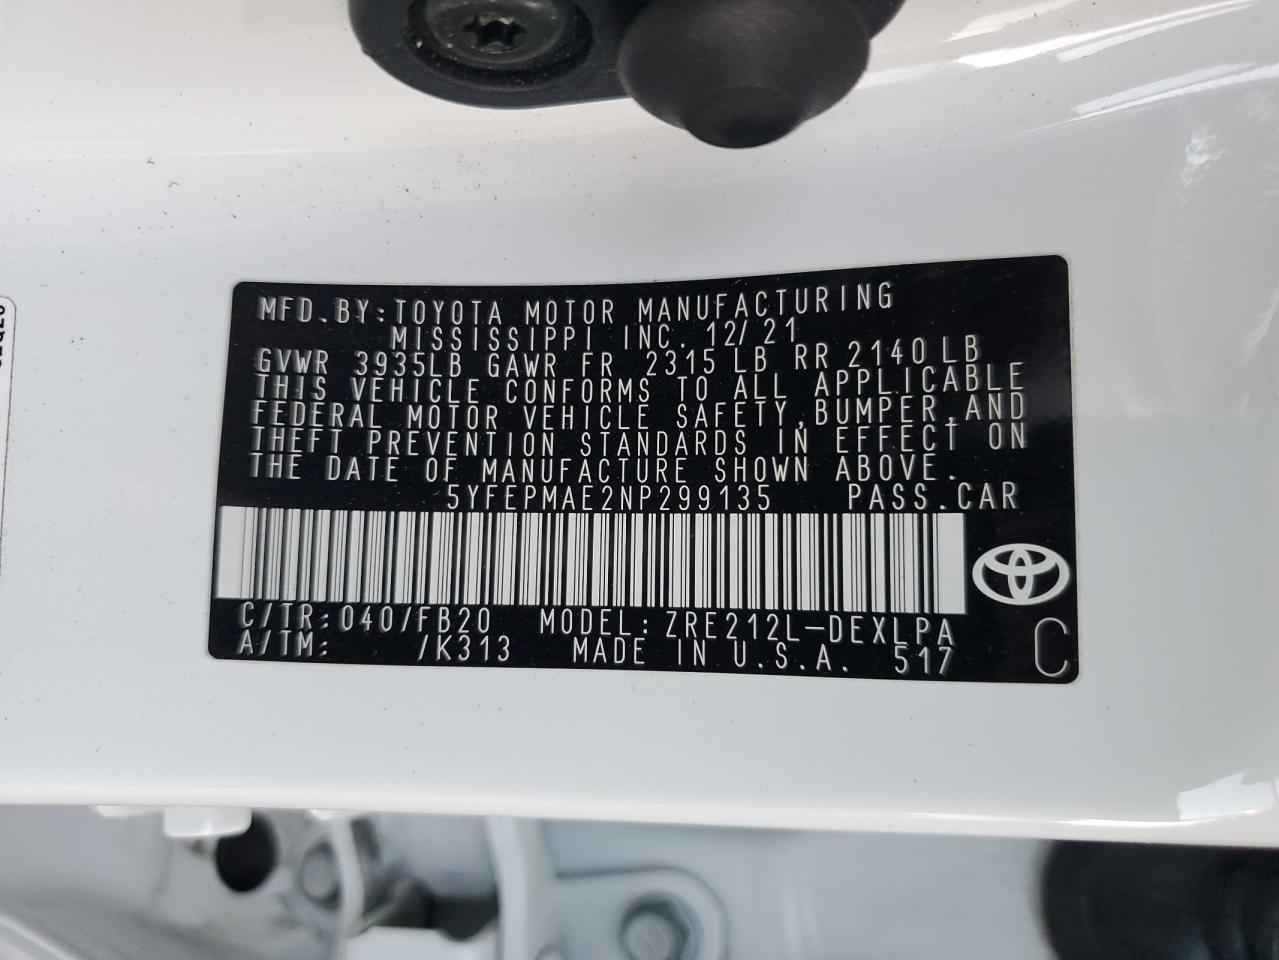 MFD.BY:TOYOTA MOTOR MANUFACTURING
MISSISSIPPI INC. 12/21
GVWR 3935LB GAWR FR 2315LB RR 2140LB
THIS VEHICLE CONFORMS TO ALL APPLICABLE
FEDERAL MOTOR VEHICLE SAFETY,BUMPER,AND
THEFT PREVENTION STANDARDS IN EFFECT ON
THE DATE OF MANUFACTURE SHOWN ABOVE.
5YFEPMAE2NP299135 PASS.CAR
C/TR:040/FB20 MODEL:ZRE212L-DEXLPA
A/TM: /K313 MADE IN U.S.A. 517
C